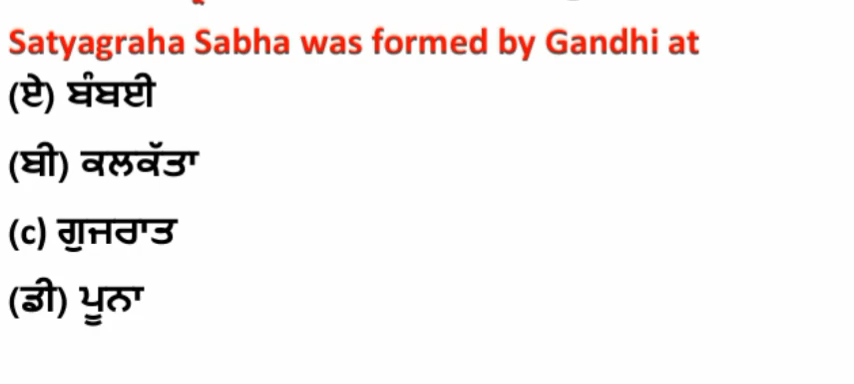 Satyagraha Sabha was formed by Gandhi at
(ਏ) ਬੰਬਈ
(ਬੀ) ਕਲਕੱਤਾ
(c) ਗੁਜਰਾਤ
(ਡੀ) ਪੂਨਾ